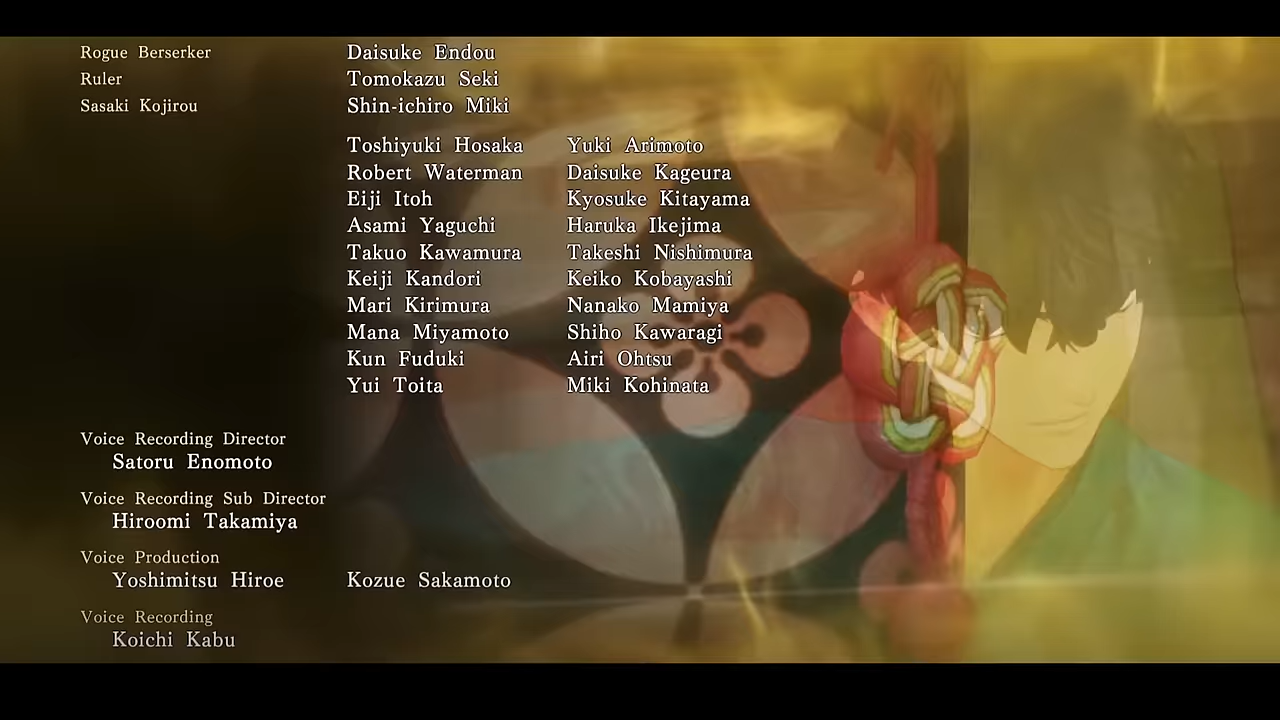 Rogue Berserker Daisuke Endou
Ruler Tomokazu Seki
Sasaki Kojirou Shin-ichiro Miki
Toshiyuki Hosaka Yuki Arimoto
Robert Waterman Daisuke Kageura
Eiji Itoh Kyosuke Kitayama
Asami Yaguchi Haruka Ikejima
Takuo Kawamura Takeshi Nishimura
Keiji Kandori Keiko Kobayashi
Mari Kirimura Nanako Mamiya
Mana Miyamoto Shiho Kawaragi
Kun Fuduki Airi Ohtsu
Yui Toita Miki Kohinata
Voice Recording Director
Satoru Enomoto
Voice Recording Sub Director
Hiroomi Takamiya
Voice Production
Yoshimitsu Hiroe Kozue Sakamoto
Voice Recording
Koichi Kabu